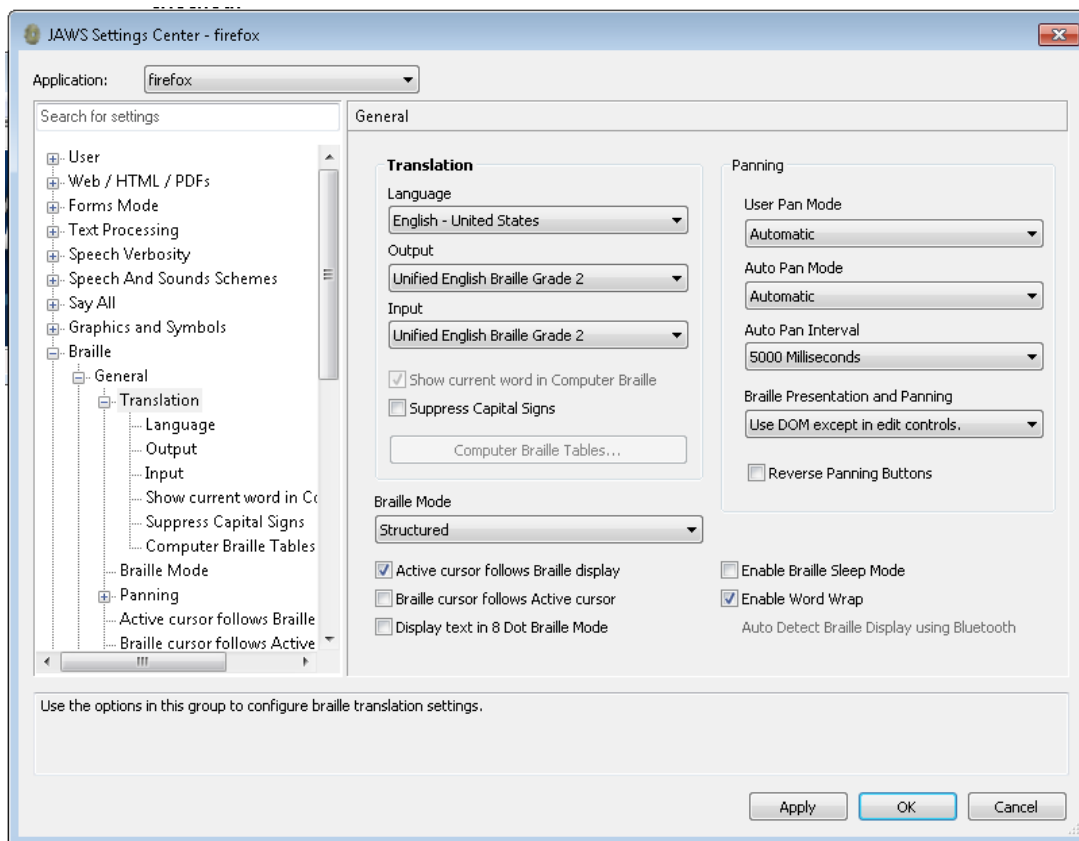 JAWS Settings Center - firefox
Application:
firefox
Search for settings
User
Web / HTML / PDFs
Forms Mode
Text Processing
Speech Verbosity
Speech And Sounds Schemes
Say All
Graphics and Symbols
Braille
General
Translation
Language
Output
Input
Show current word in Co
Suppress Capital Signs
Computer Braille Tables
Braille Mode
Panning
Active cursor follows Braille
Braille cursor follows Active
General
Translation
Language
English - United States
Output
Unified English Braille Grade 2
Input
Unified English Braille Grade 2
Show current word in Computer Braille
Suppress Capital Signs
Computer Braille Tables...
Braille Mode
Structured
Active cursor follows Braille display
Braille cursor follows Active cursor
Display text in 8 Dot Braille Mode
Panning
User Pan Mode
Automatic
Auto Pan Mode
Automatic
Auto Pan Interval
5000 Milliseconds
Braille Presentation and Panning
Use DOM except in edit controls.
Reverse Panning Buttons
Enable Braille Sleep Mode
Enable Word Wrap
Auto Detect Braille Display using Bluetooth
Use the options in this group to configure braille translation settings.
Apply
OK
Cancel